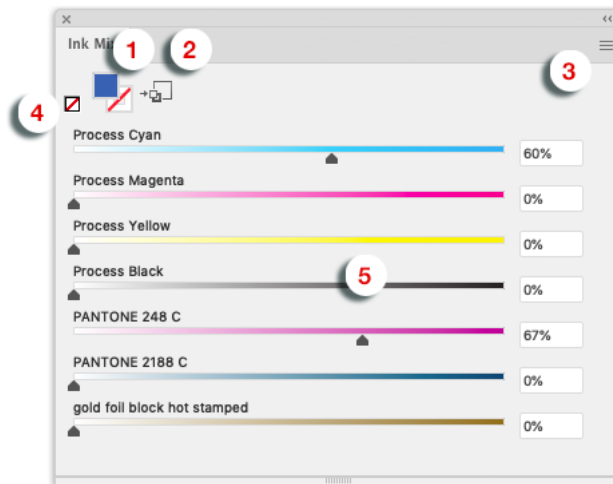 Ink Mi
1
2
3
4
Process Cyan
60%
Process Magenta
0%
Process Yellow
0%
Process Black
0%
5
PANTONE 248 C
67%
PANTONE 2188 C
0%
gold foil block hot stamped
0%